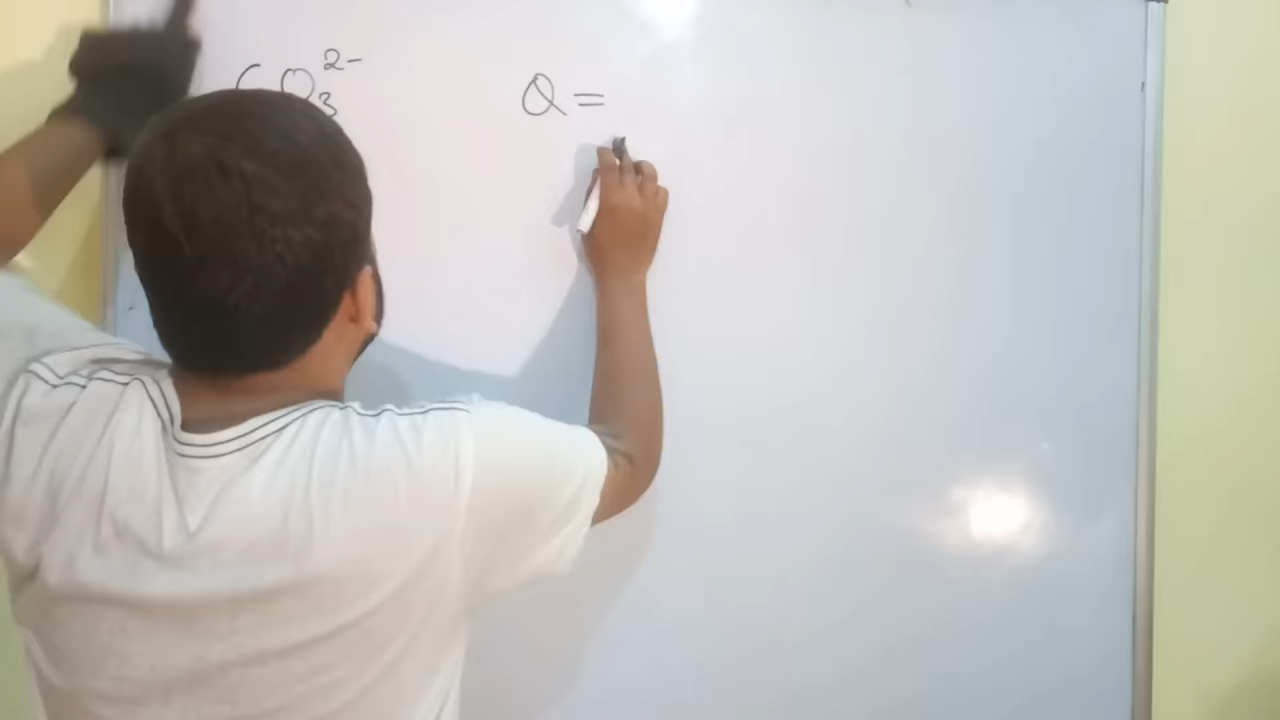 CO₃²⁻ Q =